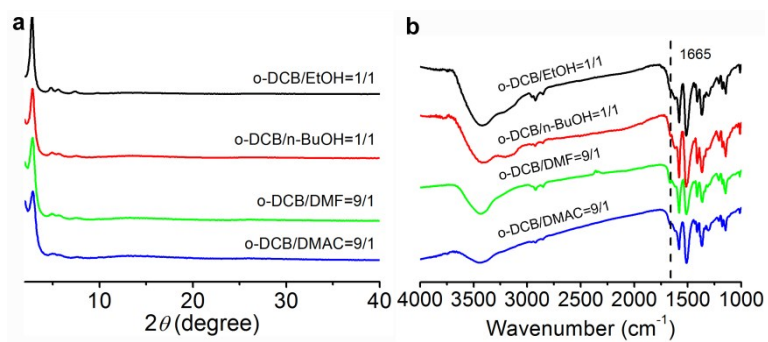 a
o-DCB/EtOH=1/1
o-DCB/n-BuOH=1/1
o-DCB/DMF=9/1
o-DCB/DMAC=9/1
10 20 30 40
2θ (degree)
b
1665
o-DCB/EtOH=1/1
o-DCB/n-BuOH=1/1
o-DCB/DMF=9/1
o-DCB/DMAC=9/1
4000 3500 3000 2500 2000 1500 1000
Wavenumber (cm⁻¹)